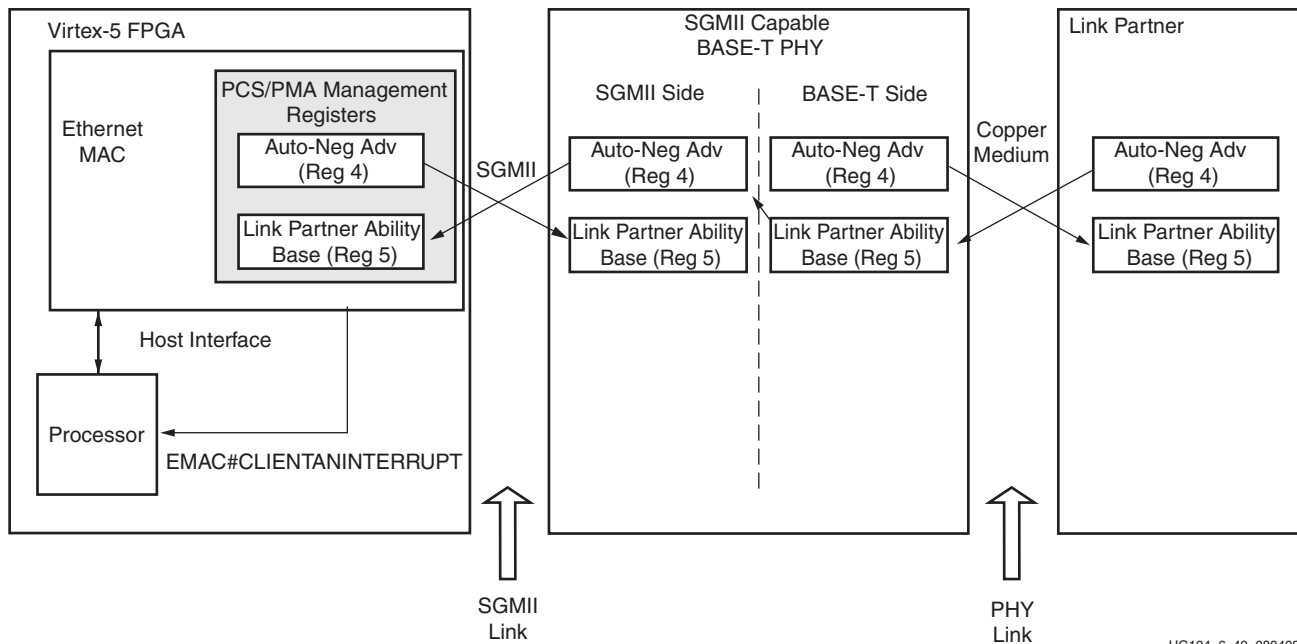 Virtex-5 FPGA
Ethernet
MAC
PCS/PMA Management
Registers
Auto-Neg Adv
(Reg 4)
Link Partner Ability
Base (Reg 5)
Host Interface
Processor
EMAC#CLIENTANINTERRUPT
SGMII
SGMII
Link
SGMII Capable
BASE-T PHY
SGMII Side
Auto-Neg Adv
(Reg 4)
Link Partner Ability
Base (Reg 5)
BASE-T Side
Auto-Neg Adv
(Reg 4)
Link Partner Ability
Base (Reg 5)
Copper
Medium
PHY
Link
Link Partner
Auto-Neg Adv
(Reg 4)
Link Partner Ability
Base (Reg 5)